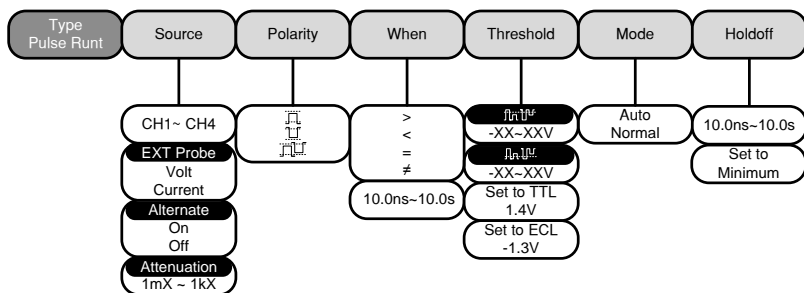 Type
Pulse Runt
Source
Polarity
When
Threshold
Mode
Holdoff
CH1~ CH4
EXT Probe
Volt
Current
Alternate
On
Off
Attenuation
1mX ~ 1kX
>
<
=
≠
10.0ns~10.0s
-XX~XXV
-XX~XXV
Set to TTL
1.4V
Set to ECL
-1.3V
Auto
Normal
10.0ns~10.0s
Set to
Minimum